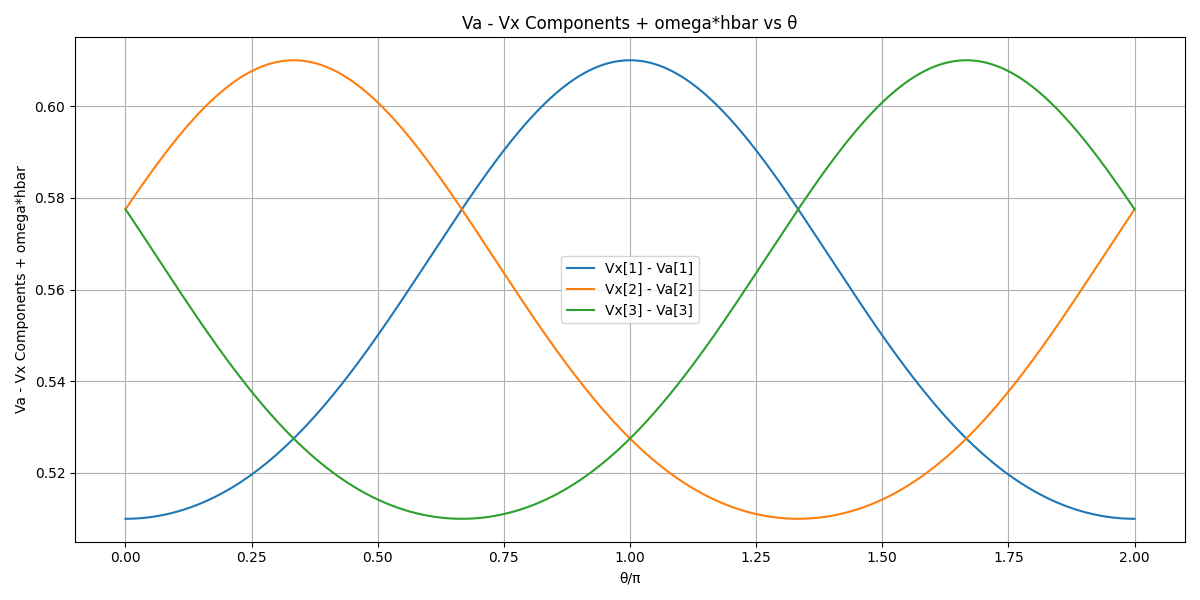 Va - Vx Components + omega*hbar vs θ
Va - Vx Components + omega*hbar
0.60
0.58
0.56
0.54
0.52
Vx[1] - Va[1]
Vx[2] - Va[2]
Vx[3] - Va[3]
0.00 0.25 0.50 0.75 1.00 1.25 1.50 1.75 2.00
θ/π